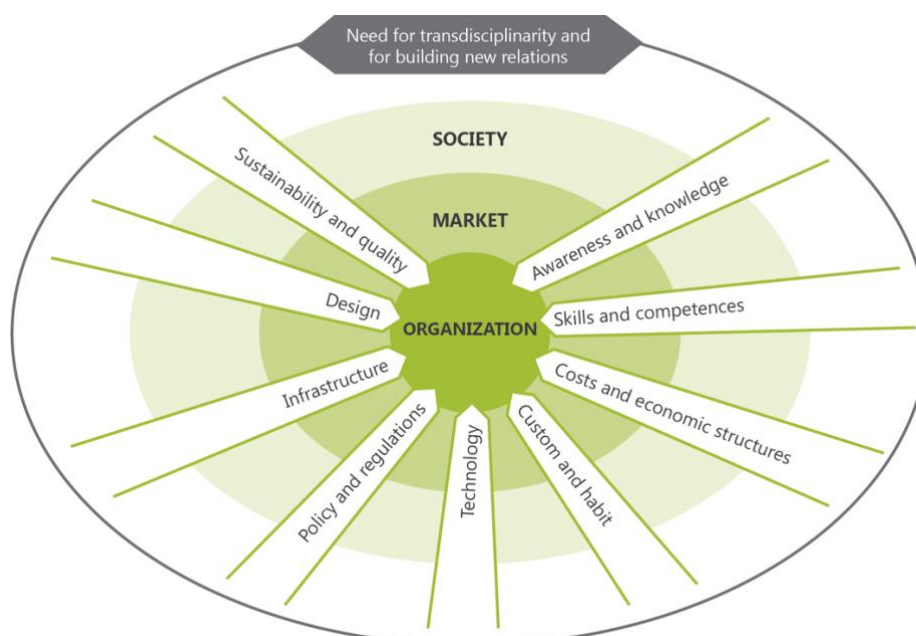 Need for transdisciplinarity and
for building new relations
SOCIETY
MARKET
ORGANIZATION
Sustainability and quality
Design
Infrastructure
Policy and regulations
Technology
Custom and habit
Costs and economic structures
Skills and competences
Awareness and knowledge